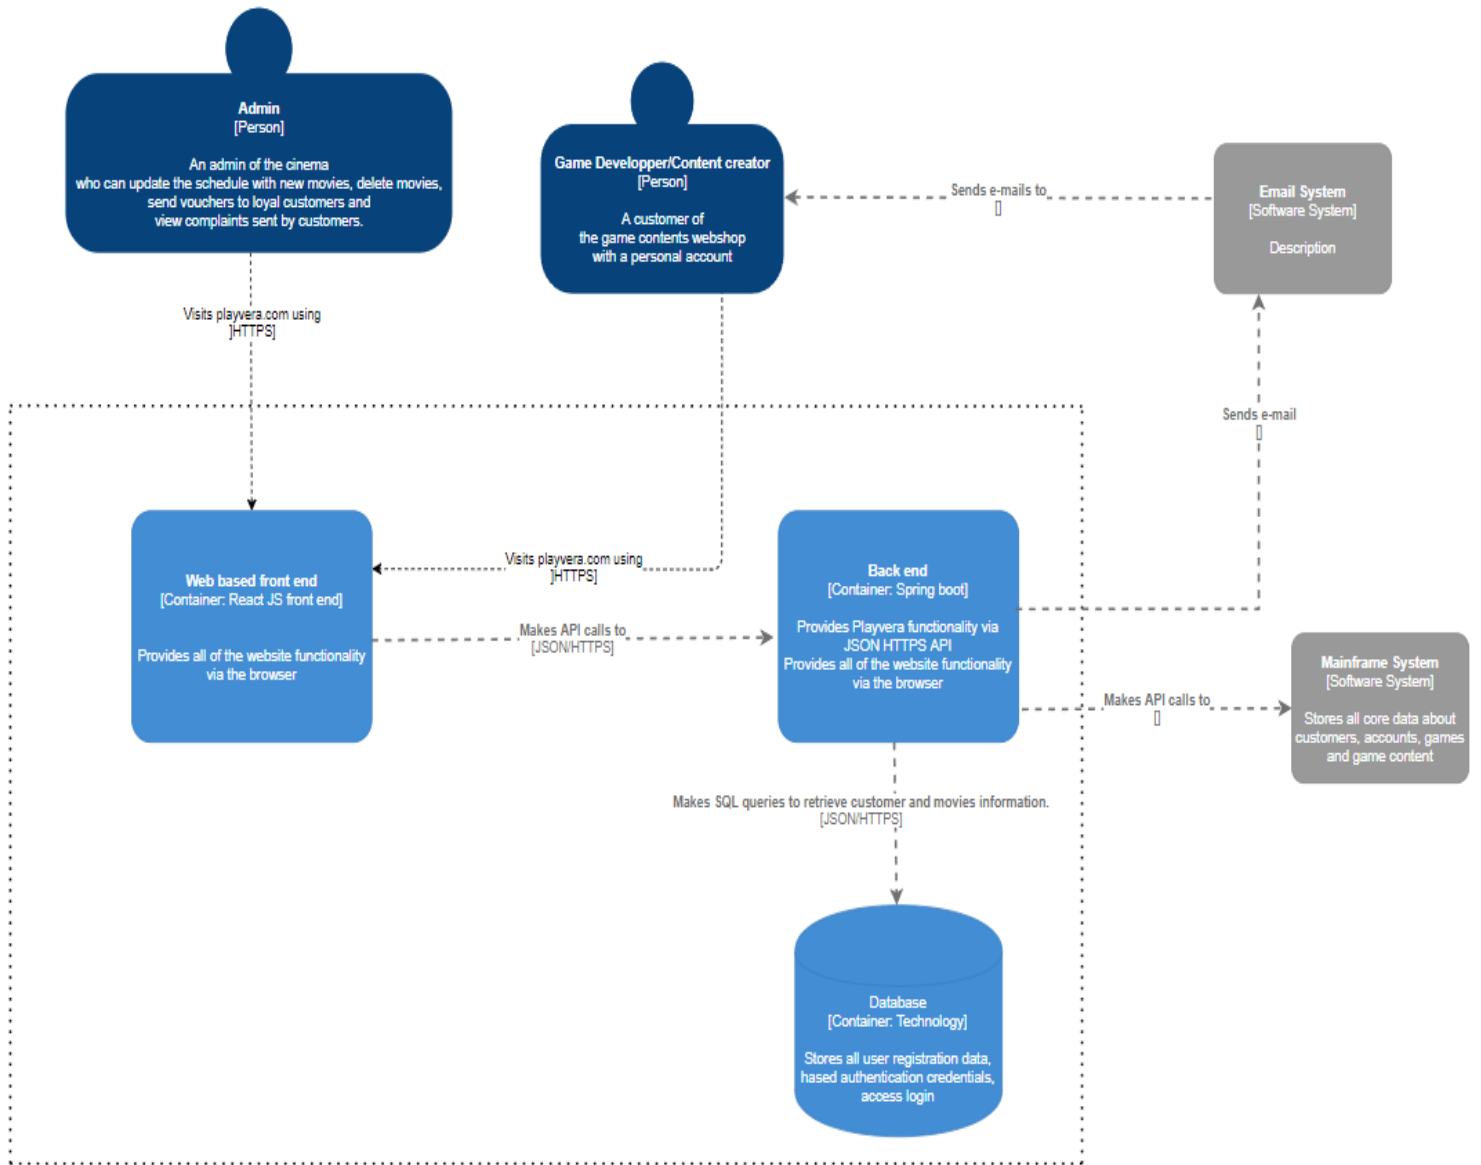 Admin
[Person]
An admin of the cinema
who can update the schedule with new movies, delete movies,
send vouchers to loyal customers and
view complaints sent by customers.
Game Developper/Content creator
[Person]
A customer of
the game contents webshop
with a personal account
Sends e-mails to
[]
Email System
[Software System]
Description
Visits playvera.com using
]HTTPS]
Sends e-mail
[]
Visits playvera.com using
]HTTPS]
Web based front end
[Container: React JS front end]
Provides all of the website functionality
via the browser
Makes API calls to
[JSON/HTTPS]
Back end
[Container: Spring boot]
Provides Playvera functionality via
JSON HTTPS API
Provides all of the website functionality
via the browser
Makes API calls to
[]
Mainframe System
[Software System]
Stores all core data about
customers, accounts, games
and game content
Makes SQL queries to retrieve customer and movies information.
[JSON/HTTPS]
Database
[Container: Technology]
Stores all user registration data,
hased authentication credentials,
access login